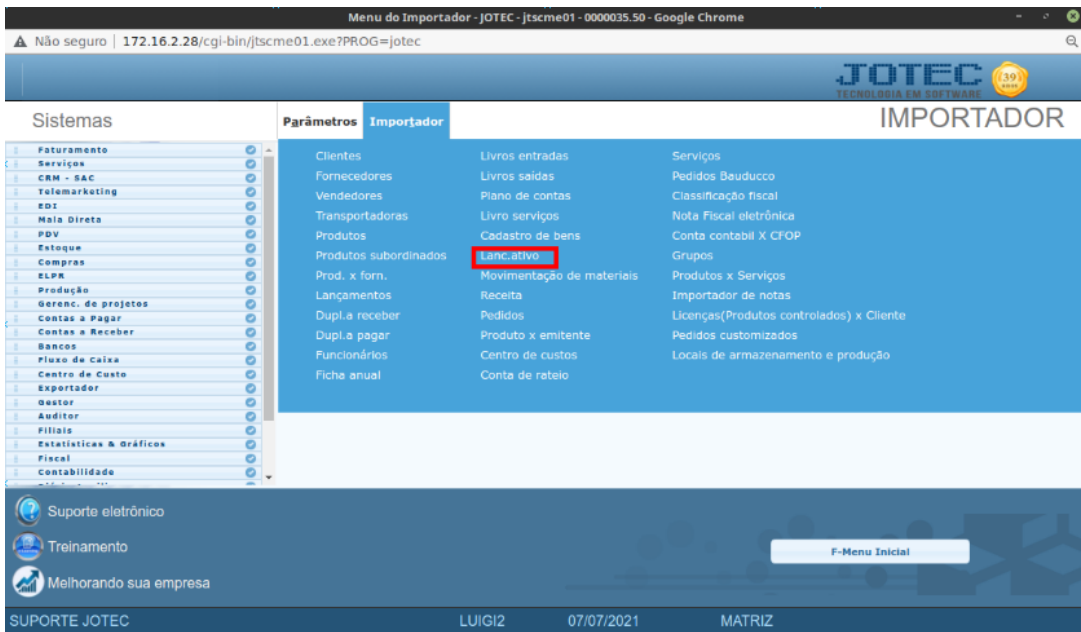 Menu do Importador - JOTEC - jtscme01 - 0000035.50 - Google Chrome
Não seguro | 172.16.2.28/cgi-bin/jtscme01.exe?PROG=jotec
JOTEC
TECNOLOGIA EM SOFTWARE
39
anos
Sistemas
Parâmetros Importador
IMPORTADOR
Faturamento
Serviços
CRM - SAC
Telemarketing
EDI
Mala Direta
PDV
Estoque
Compras
ELPR
Produção
Gerenc. de projetos
Contas a Pagar
Contas a Receber
Bancos
Fluxo de Caixa
Centro de Custo
Exportador
Gestor
Auditor
Filiais
Estatísticas & Gráficos
Fiscal
Contabilidade
Clientes
Fornecedores
Vendedores
Transportadoras
Produtos
Produtos subordinados
Prod. x forn.
Lançamentos
Dupl.a receber
Dupl.a pagar
Funcionários
Ficha anual
Livros entradas
Livros saídas
Plano de contas
Livro serviços
Cadastro de bens
Lanc.ativo
Movimentação de materiais
Receita
Pedidos
Produto x emitente
Centro de custos
Conta de rateio
Serviços
Pedidos Bauducco
Classificação fiscal
Nota Fiscal eletrônica
Conta contabil X CFOP
Grupos
Produtos x Serviços
Importador de notas
Licenças(Produtos controlados) x Cliente
Pedidos customizados
Locais de armazenamento e produção
Suporte eletrônico
Treinamento
Melhorando sua empresa
F-Menu Inicial
SUPORTE JOTEC LUIGI2 07/07/2021 MATRIZ